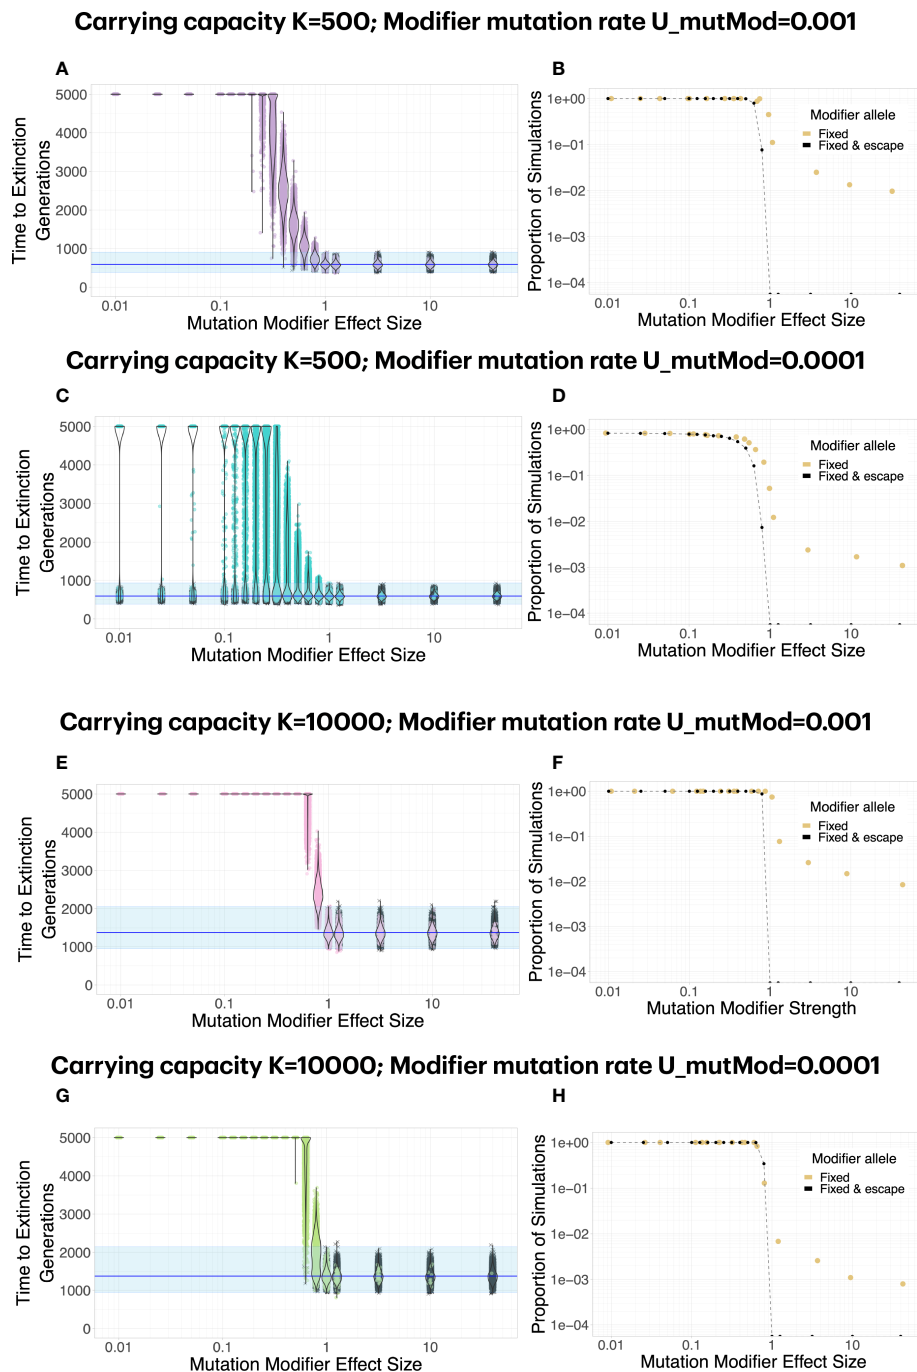 Carrying capacity K=500; Modifier mutation rate U_mutMod=0.001
A
Time to Extinction
Generations
5000
4000
3000
2000
1000
0
0.01
0.1
1
10
Mutation Modifier Effect Size
B
Proportion of Simulations
1e+00
1e−01
1e−02
1e−03
1e−04
Modifier allele
Fixed
Fixed & escape
0.01
0.1
1
10
Mutation Modifier Effect Size
Carrying capacity K=500; Modifier mutation rate U_mutMod=0.0001
C
Time to Extinction
Generations
5000
4000
3000
2000
1000
0
0.01
0.1
1
10
Mutation Modifier Effect Size
D
Proportion of Simulations
1e+00
1e−01
1e−02
1e−03
1e−04
Modifier allele
Fixed
Fixed & escape
0.01
0.1
1
10
Mutation Modifier Effect Size
Carrying capacity K=10000; Modifier mutation rate U_mutMod=0.001
E
Time to Extinction
Generations
5000
4000
3000
2000
1000
0
0.01
0.1
1
10
Mutation Modifier Effect Size
F
Proportion of Simulations
1e+00
1e−01
1e−02
1e−03
1e−04
Modifier allele
Fixed
Fixed & escape
0.01
0.1
1
10
Mutation Modifier Strength
Carrying capacity K=10000; Modifier mutation rate U_mutMod=0.0001
G
Time to Extinction
Generations
5000
4000
3000
2000
1000
0
0.01
0.1
1
10
Mutation Modifier Effect Size
H
Proportion of Simulations
1e+00
1e−01
1e−02
1e−03
1e−04
Modifier allele
Fixed
Fixed & escape
0.01
0.1
1
10
Mutation Modifier Effect Size